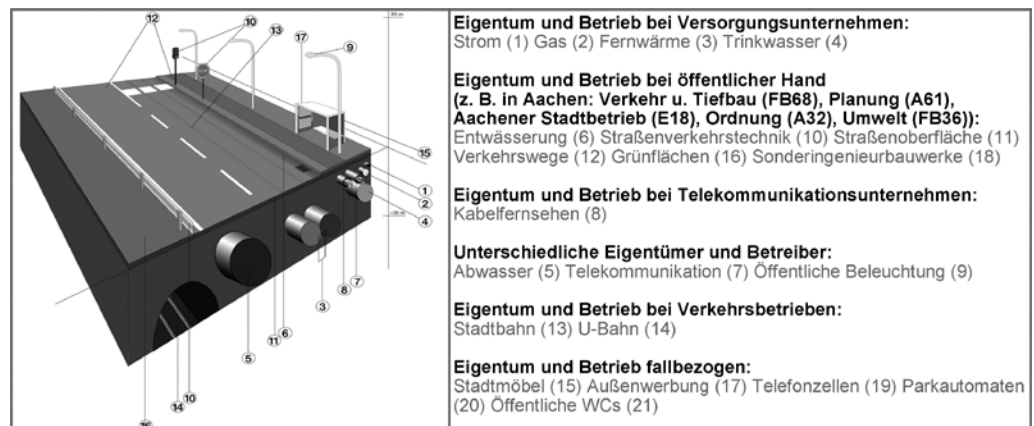 12
10
13
17
9
20 m
15
1
2
4
7
8
3
6
11
5
10
14
Eigentum und Betrieb bei Versorgungsunternehmen:
Strom (1) Gas (2) Fernwärme (3) Trinkwasser (4)
Eigentum und Betrieb bei öffentlicher Hand
(z. B. in Aachen: Verkehr u. Tiefbau (FB68), Planung (A61),
Aachener Stadtbetrieb (E18), Ordnung (A32), Umwelt (FB36)):
Entwässerung (6) Straßenverkehrstechnik (10) Straßenoberfläche (11)
Verkehrswege (12) Grünflächen (16) Sonderingenieurbauwerke (18)
Eigentum und Betrieb bei Telekommunikationsunternehmen:
Kabelfernsehen (8)
Unterschiedliche Eigentümer und Betreiber:
Abwasser (5) Telekommunikation (7) Öffentliche Beleuchtung (9)
Eigentum und Betrieb bei Verkehrsbetrieben:
Stadtbahn (13) U-Bahn (14)
Eigentum und Betrieb fallbezogen:
Stadtmöbel (15) Außenwerbung (17) Telefonzellen (19) Parkautomaten
(20) Öffentliche WCs (21)